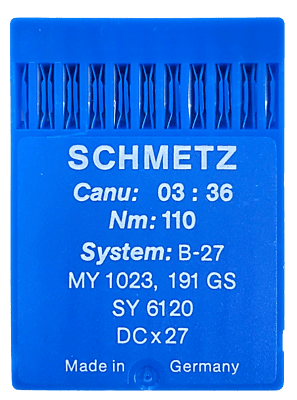 SCHMETZ
Canu: 03 : 36
Nm: 110
System: B-27
MY 1023, 191 GS
SY 6120
DC x 27
Made in Germany